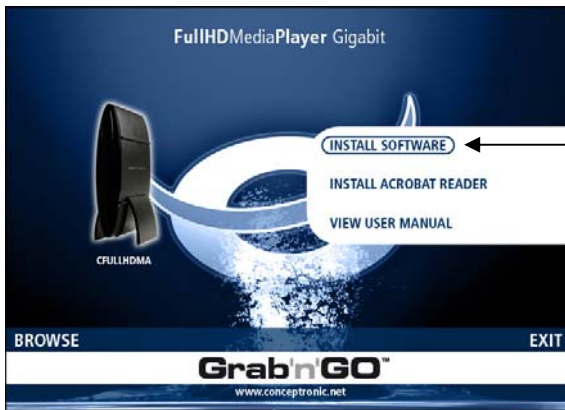 FullHDMediaPlayer Gigabit
INSTALL SOFTWARE
INSTALL ACROBAT READER
VIEW USER MANUAL
CFULLHDMA
BROWSE
EXIT
Grab'n'GO™
www.conceptronic.net